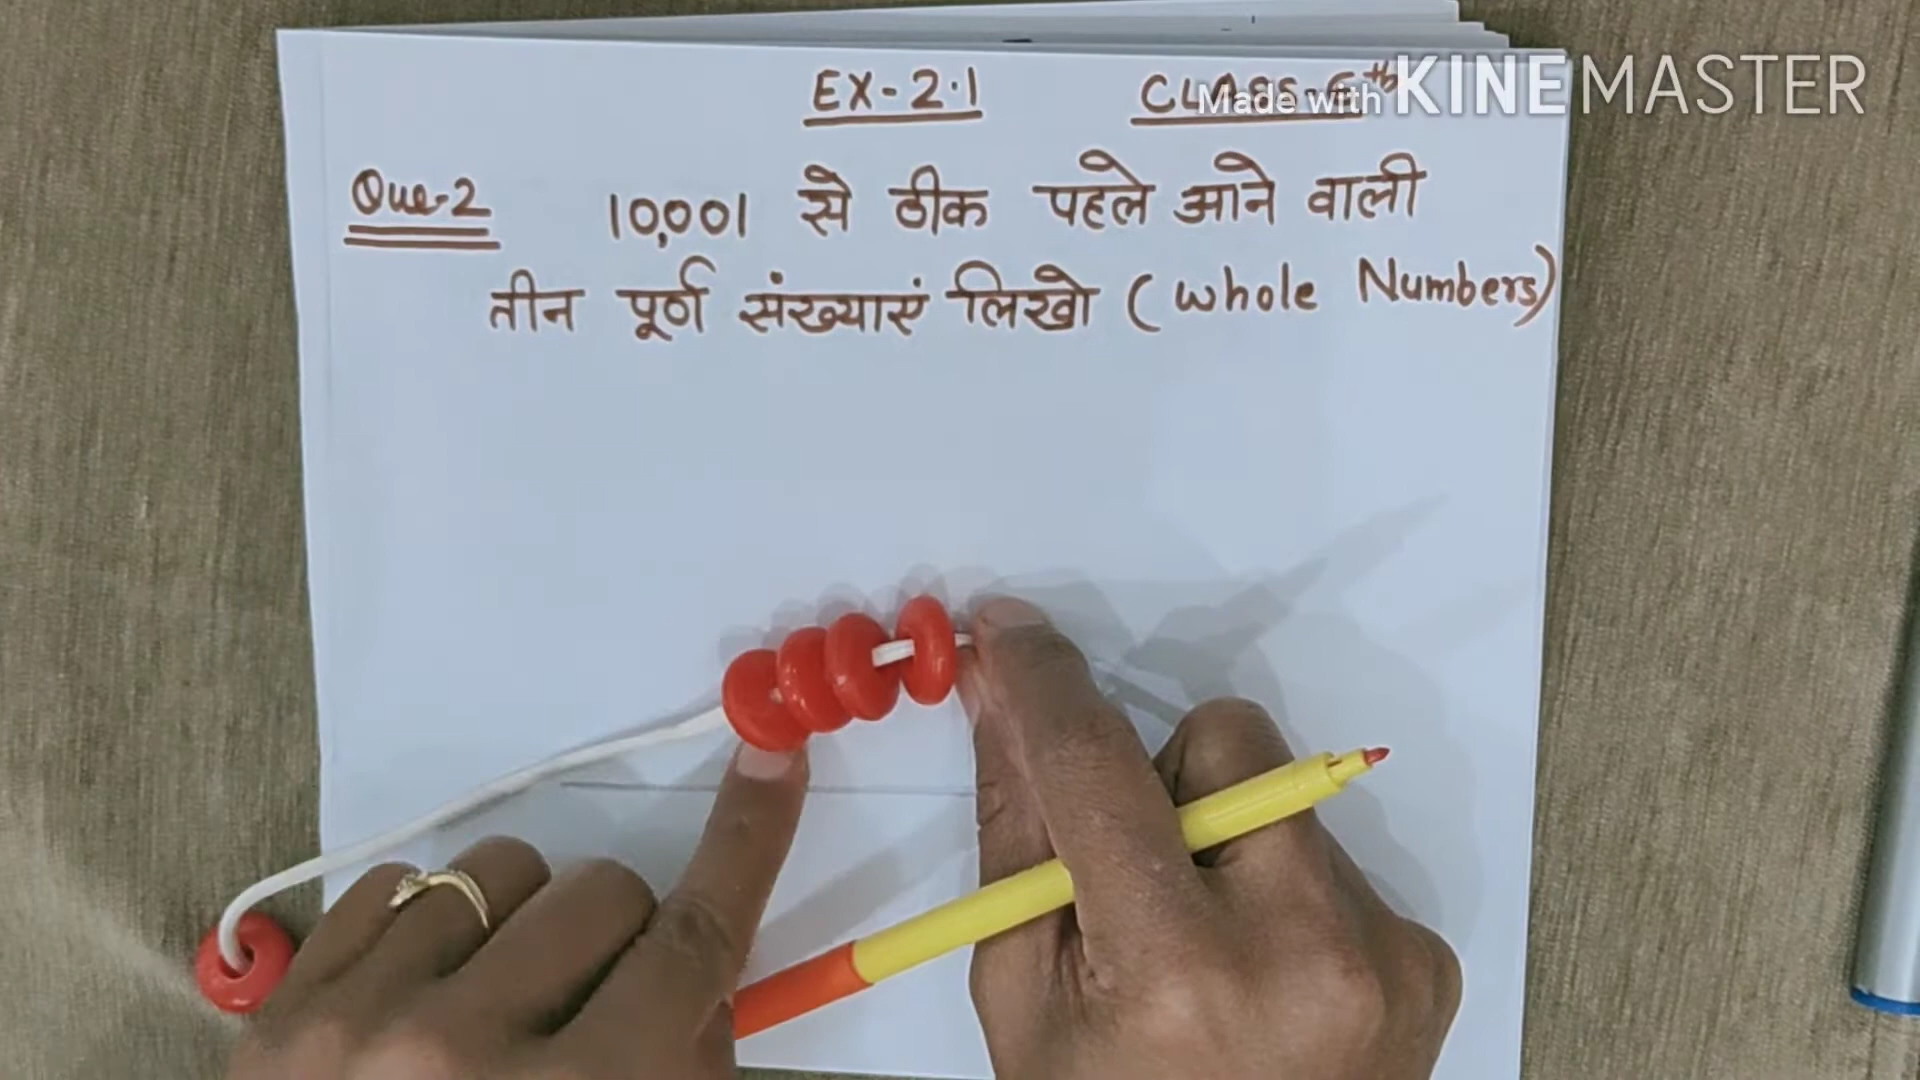 EX-2.1 CLASS-6th
Made with KINEMASTER
Que-2 10,001 से ठीक पहले आने वाली
तीन पूर्ण संख्याएं लिखो (Whole Numbers)